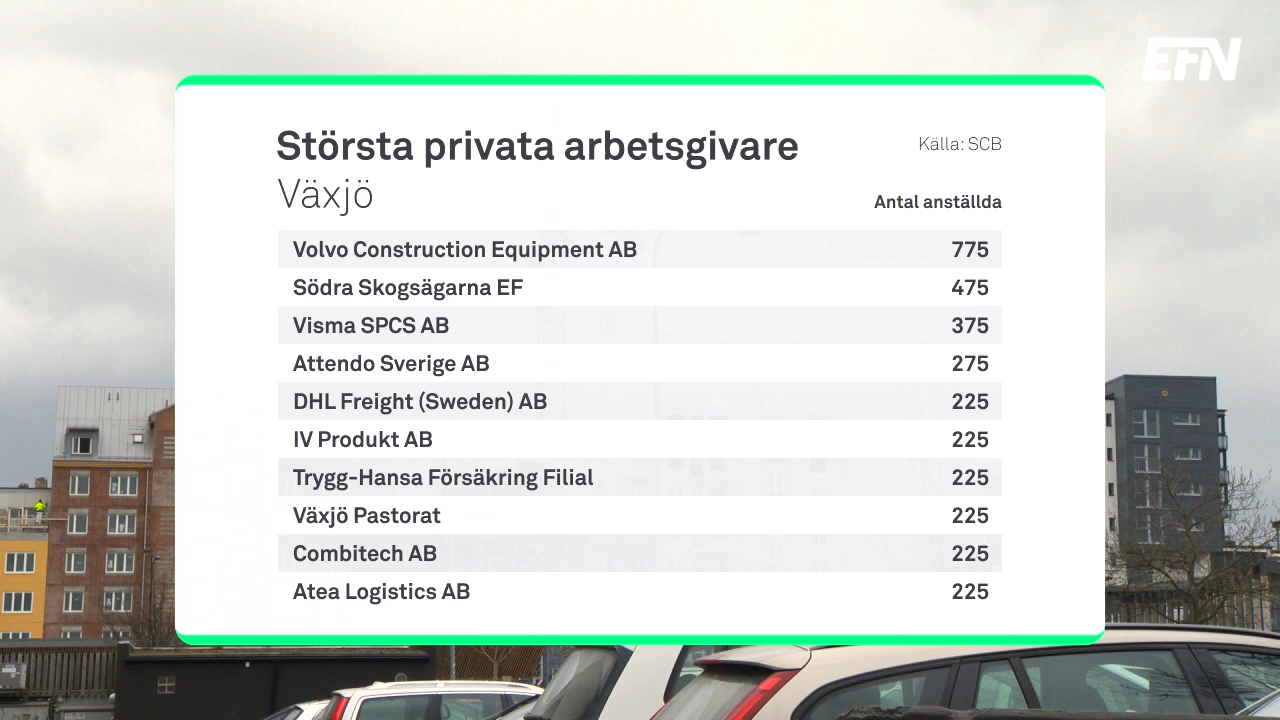 EFN
Största privata arbetsgivare
Källa: SCB
Växjö
Antal anställda
Volvo Construction Equipment AB 775
Södra Skogsägarna EF 475
Visma SPCS AB 375
Attendo Sverige AB 275
DHL Freight (Sweden) AB 225
IV Produkt AB 225
Trygg-Hansa Försäkring Filial 225
Växjö Pastorat 225
Combitech AB 225
Atea Logistics AB 225